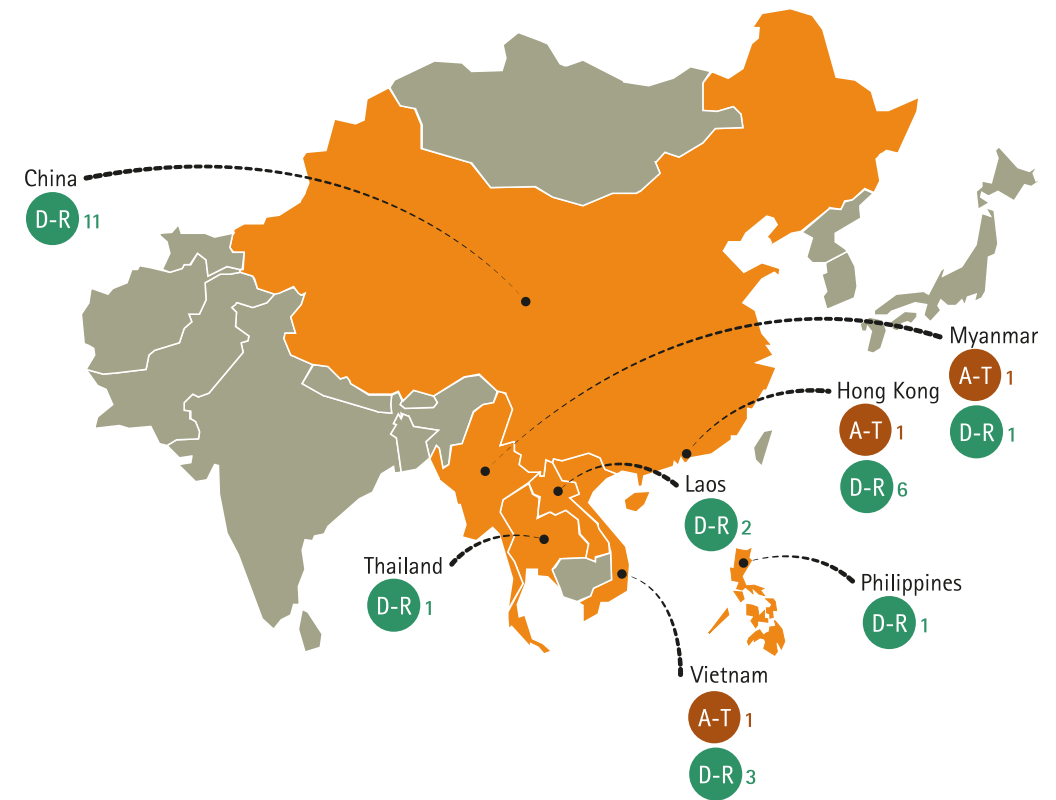 China
D-R 11
Myanmar
A-T 1
D-R 1
Hong Kong
A-T 1
D-R 6
Laos
D-R 2
Thailand
D-R 1
Philippines
D-R 1
Vietnam
A-T 1
D-R 3